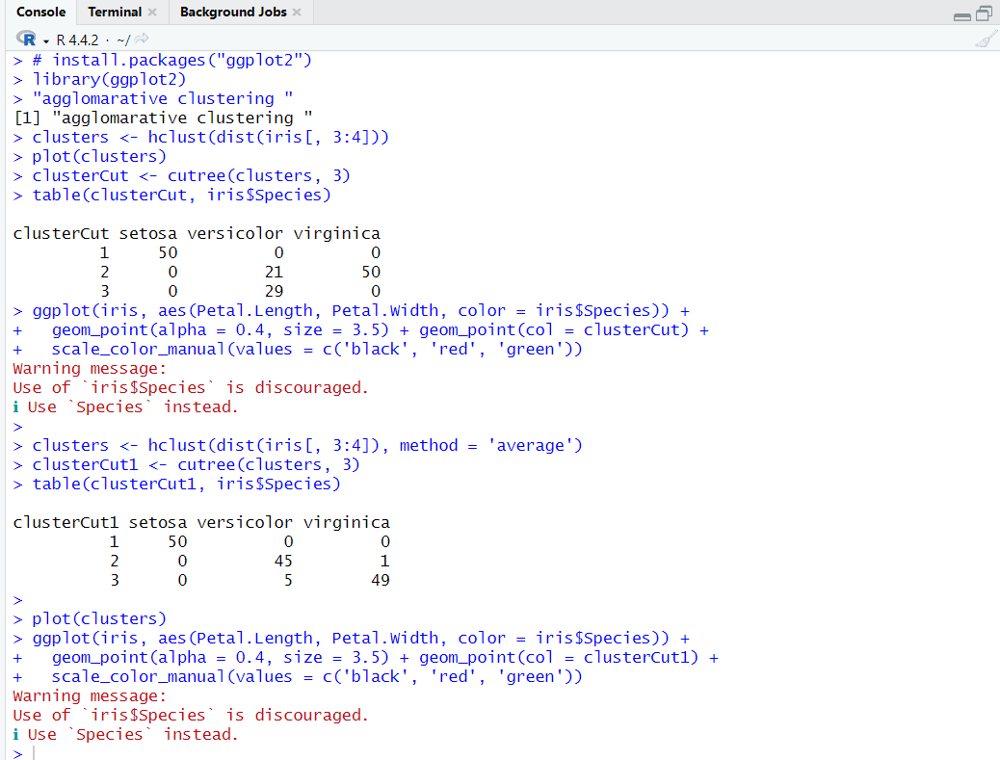 Console Terminal Background Jobs
R 4.4.2 · ~/
> # install.packages("ggplot2")
> library(ggplot2)
> "agglomarative clustering "
[1] "agglomarative clustering "
> clusters <- hclust(dist(iris[, 3:4]))
> plot(clusters)
> clusterCut <- cutree(clusters, 3)
> table(clusterCut, iris$Species)

clusterCut setosa versicolor virginica
         1     50          0         0
         2      0         21        50
         3      0         29         0
> ggplot(iris, aes(Petal.Length, Petal.Width, color = iris$Species)) +
+   geom_point(alpha = 0.4, size = 3.5) + geom_point(col = clusterCut) +
+   scale_color_manual(values = c('black', 'red', 'green'))
Warning message:
Use of `iris$Species` is discouraged.
ℹ Use `Species` instead.
>
> clusters <- hclust(dist(iris[, 3:4]), method = 'average')
> clusterCut1 <- cutree(clusters, 3)
> table(clusterCut1, iris$Species)

clusterCut1 setosa versicolor virginica
          1     50          0         0
          2      0         45         1
          3      0          5        49
>
> plot(clusters)
> ggplot(iris, aes(Petal.Length, Petal.Width, color = iris$Species)) +
+   geom_point(alpha = 0.4, size = 3.5) + geom_point(col = clusterCut1) +
+   scale_color_manual(values = c('black', 'red', 'green'))
Warning message:
Use of `iris$Species` is discouraged.
ℹ Use `Species` instead.
>